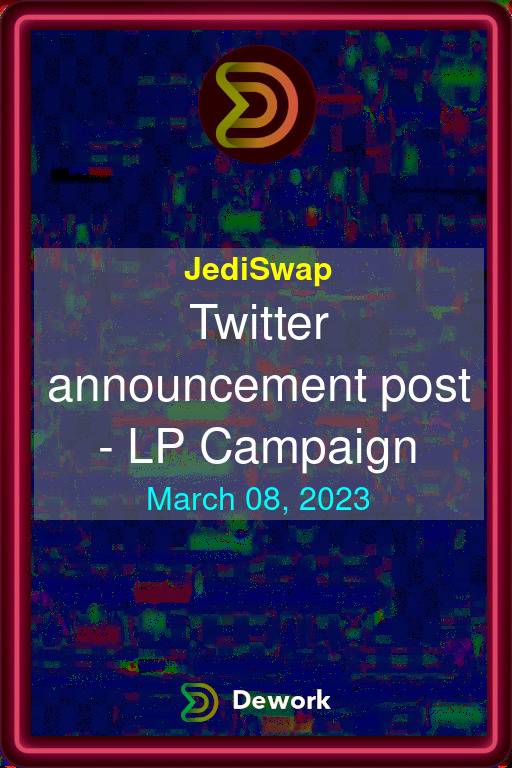 JediSwap
Twitter
announcement post
- LP Campaign
March 08, 2023
Dework